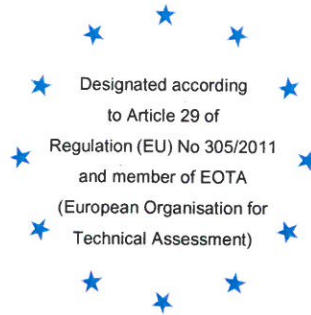 Designated according
to Article 29 of
Regulation (EU) No 305/2011
and member of EOTA
(European Organisation for
Technical Assessment)